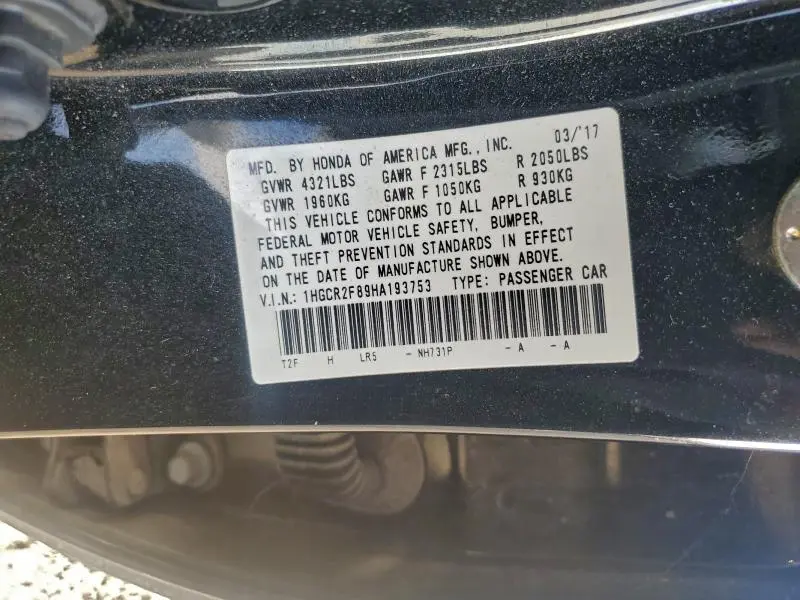 MFD. BY HONDA OF AMERICA MFG., INC. 03/'17
GVWR 4321LBS GAWR F 2315LBS R 2050LBS
GVWR 1960KG GAWR F 1050KG R 930KG
THIS VEHICLE CONFORMS TO ALL APPLICABLE
FEDERAL MOTOR VEHICLE SAFETY, BUMPER,
AND THEFT PREVENTION STANDARDS IN EFFECT
ON THE DATE OF MANUFACTURE SHOWN ABOVE.
V.I.N.: 1HGCR2F89HA193753 TYPE: PASSENGER CAR
T2F H LR5 - NH731P - A - A